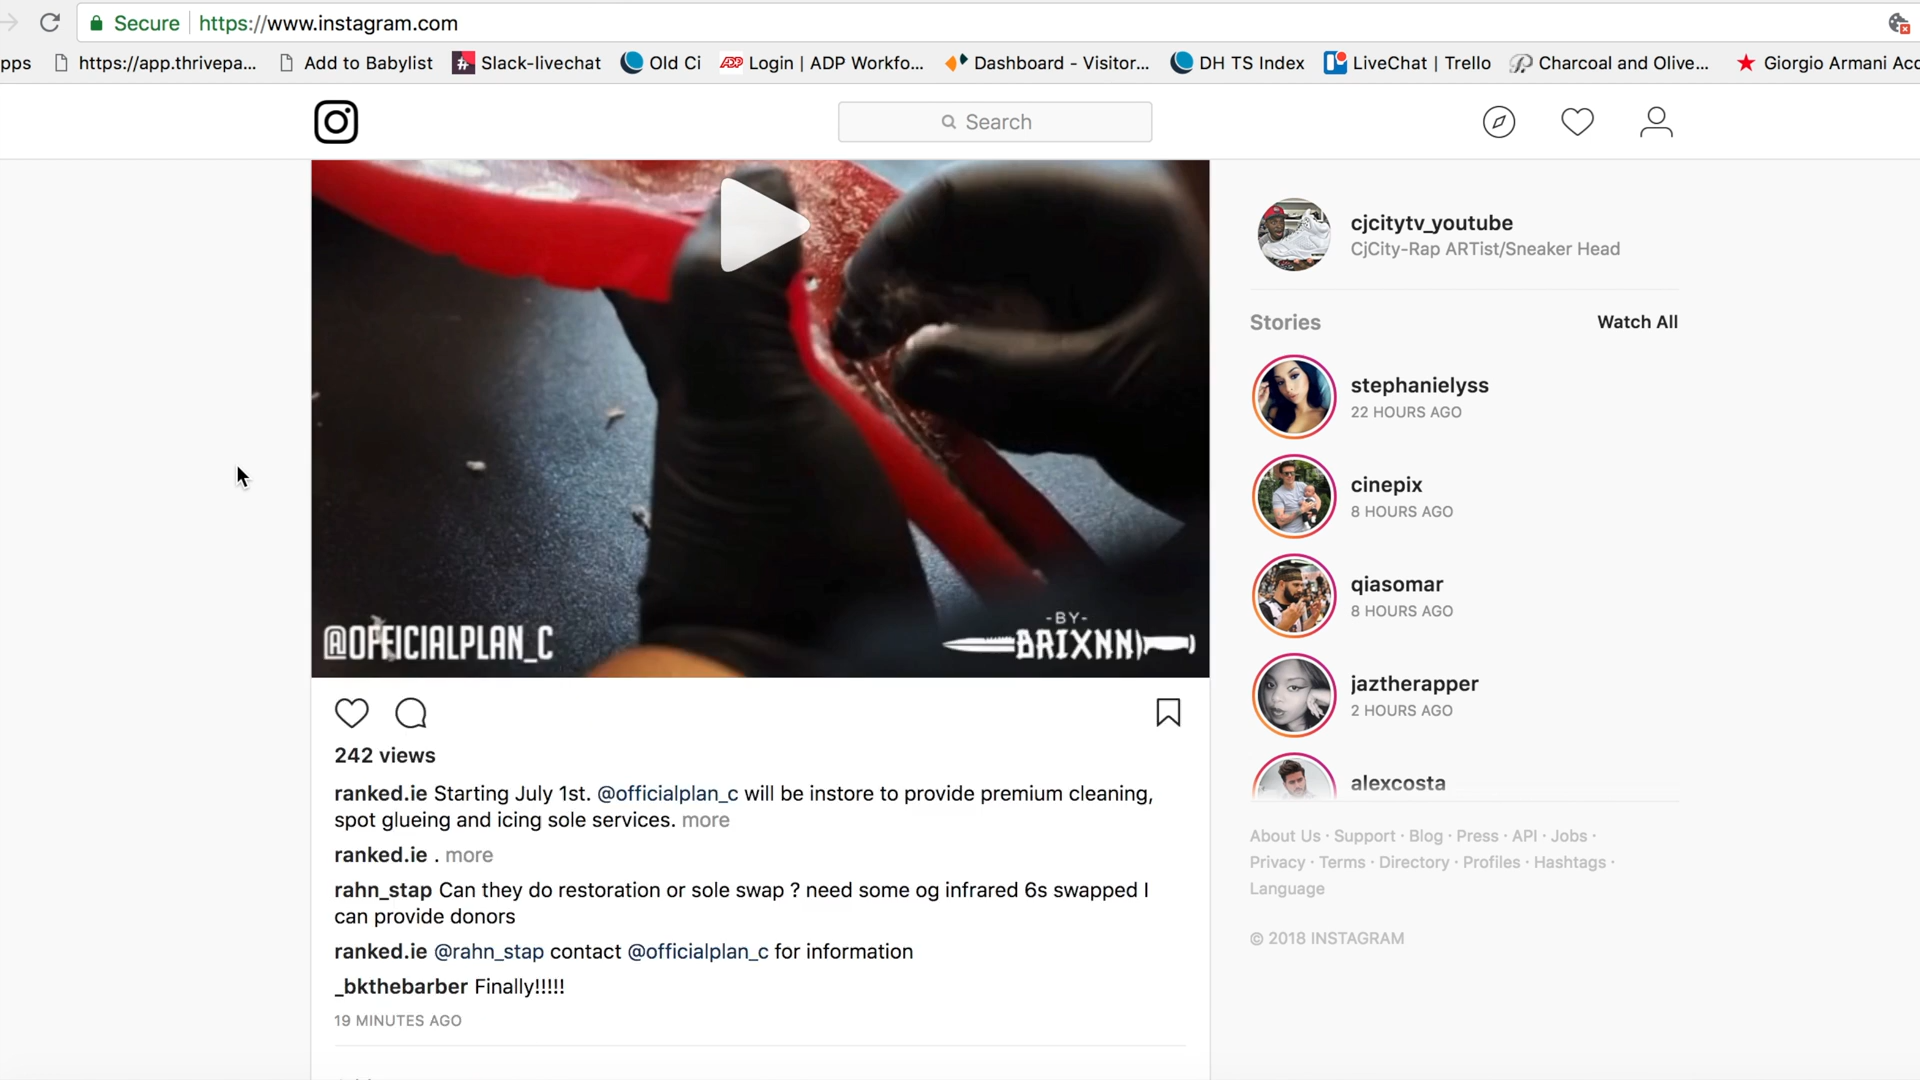 Secure https://www.instagram.com
pps https://app.thrivepa... Add to Babylist Slack-livechat Old Ci ADP Login | ADP Workfo... Dashboard - Visitor... DH TS Index LiveChat | Trello Charcoal and Olive... Giorgio Armani Acc
Search
cjcitytv_youtube
CjCity-Rap ARTist/Sneaker Head
Stories Watch All
stephanielyss
22 HOURS AGO
cinepix
8 HOURS AGO
qiasomar
8 HOURS AGO
jaztherapper
2 HOURS AGO
alexcosta
About Us · Support · Blog · Press · API · Jobs ·
Privacy · Terms · Directory · Profiles · Hashtags ·
Language
© 2018 INSTAGRAM
@OFFICIALPLAN_C
-BY-
BRIXNN
242 views
ranked.ie Starting July 1st. @officialplan_c will be instore to provide premium cleaning,
spot glueing and icing sole services. more
ranked.ie . more
rahn_stap Can they do restoration or sole swap ? need some og infrared 6s swapped I
can provide donors
ranked.ie @rahn_stap contact @officialplan_c for information
_bkthebarber Finally!!!!!
19 MINUTES AGO